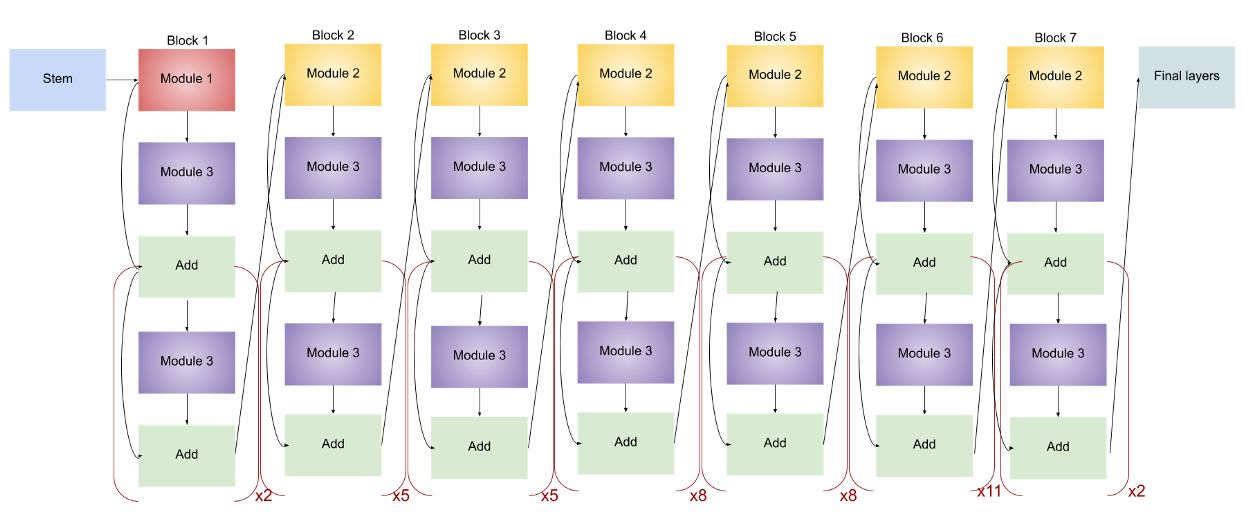 Stem
Block 1
Module 1
Module 3
Add
Module 3
Add
x2
Block 2
Module 2
Module 3
Add
Module 3
Add
x5
Block 3
Module 2
Module 3
Add
Module 3
Add
x5
Block 4
Module 2
Module 3
Add
Module 3
Add
x8
Block 5
Module 2
Module 3
Add
Module 3
Add
x8
Block 6
Module 2
Module 3
Add
Module 3
Add
x11
Block 7
Module 2
Module 3
Add
Module 3
Add
x2
Final layers